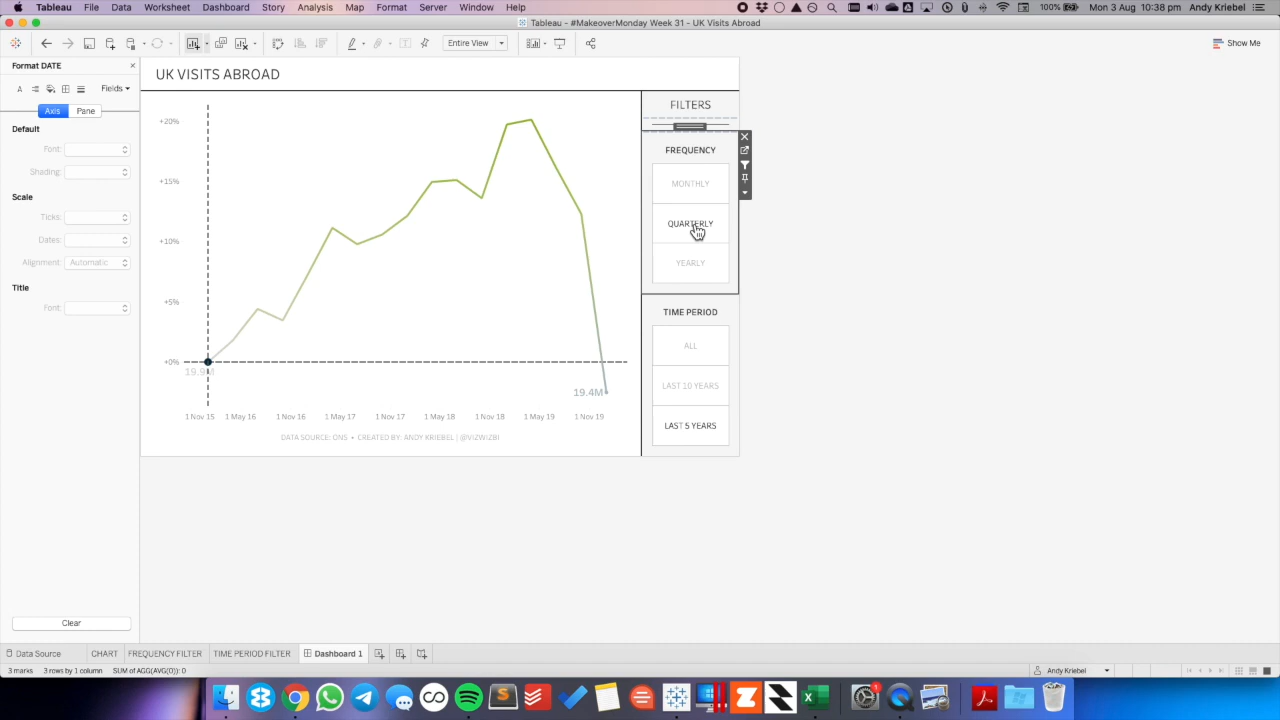 Tableau File Data Worksheet Dashboard Story Analysis Map Format Server Window Help 100% Mon 3 Aug 10:38 pm Andy Kriebel
Tableau - #MakeoverMonday Week 31 - UK Visits Abroad
Entire View
Show Me
Format DATE
Fields
Axis Pane
Default
Font:
Shading:
Scale
Ticks:
Dates:
Alignment: Automatic
Title
Font:
Clear
UK VISITS ABROAD
+20%
+15%
+10%
+5%
+0%
19.9M
19.4M
1 Nov 15 1 May 16 1 Nov 16 1 May 17 1 Nov 17 1 May 18 1 Nov 18 1 May 19 1 Nov 19
DATA SOURCE: ONS • CREATED BY: ANDY KRIEBEL | @VIZWIZBI
FILTERS
FREQUENCY
MONTHLY
QUARTERLY
YEARLY
TIME PERIOD
ALL
LAST 10 YEARS
LAST 5 YEARS
Data Source CHART FREQUENCY FILTER TIME PERIOD FILTER Dashboard 1
3 marks 3 rows by 1 column SUM OF AGG(AVG(0)): 0 Andy Kriebel